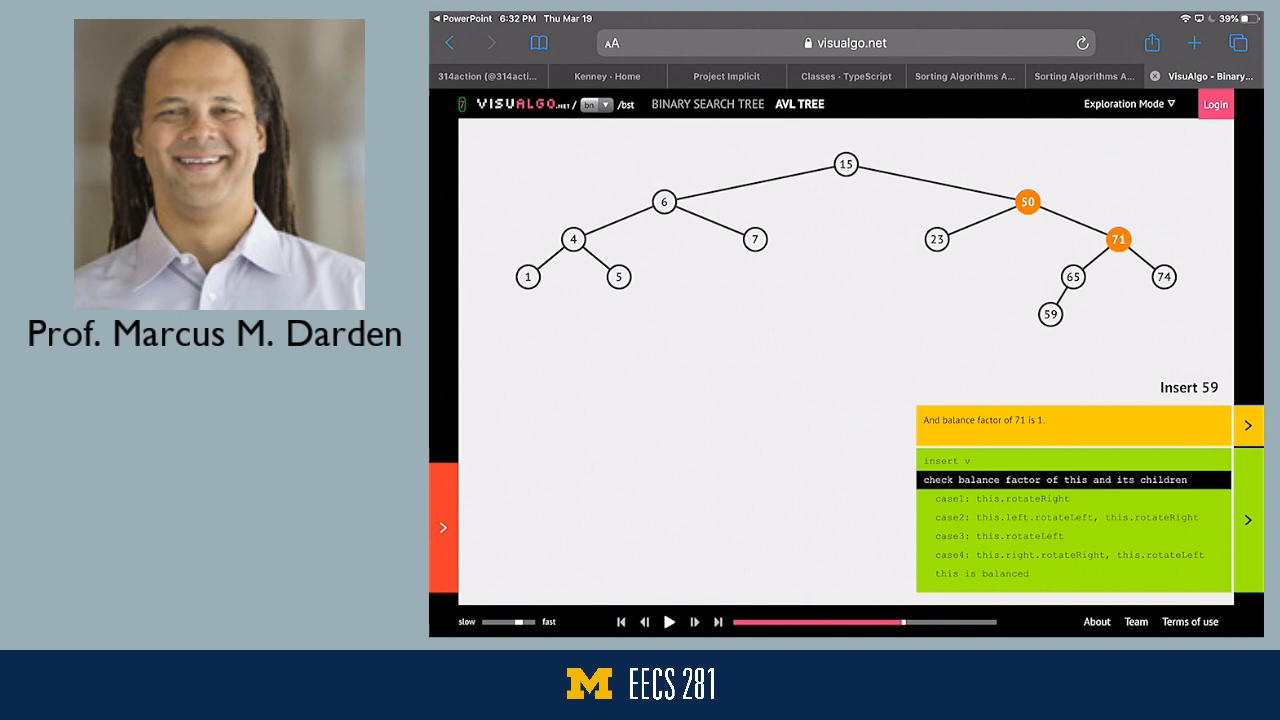 Prof. Marcus M. Darden
PowerPoint 6:32 PM Thu Mar 19
39%
AA
visualgo.net
314action (@314acti...
Kenney · Home
Project Implicit
Classes · TypeScript
Sorting Algorithms A...
Sorting Algorithms A...
VisuAlgo - Binary,...
7 VISUALGO.NET / bn /bst BINARY SEARCH TREE AVL TREE
Exploration Mode
Login
15
6
50
4
7
23
71
1
5
65
74
59
Insert 59
And balance factor of 71 is 1.
insert v
check balance factor of this and its children
case1: this.rotateRight
case2: this.left.rotateLeft, this.rotateRight
case3: this.rotateLeft
case4: this.right.rotateRight, this.rotateLeft
this is balanced
slow
fast
About
Team
Terms of use
M EECS 281